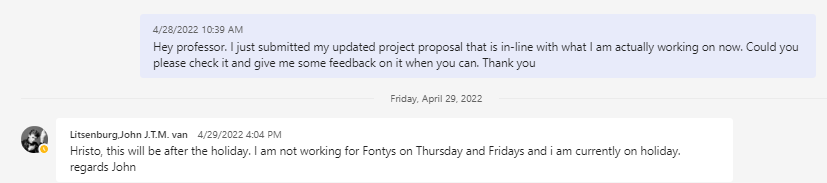 4/28/2022 10:39 AM
Hey professor. I just submitted my updated project proposal that is in-line with what I am actually working on now. Could you
please check it and give me some feedback on it when you can. Thank you
Friday, April 29, 2022
Litsenburg,John J.T.M. van 4/29/2022 4:04 PM
Hristo, this will be after the holiday. I am not working for Fontys on Thursday and Fridays and i am currently on holiday.
regards John